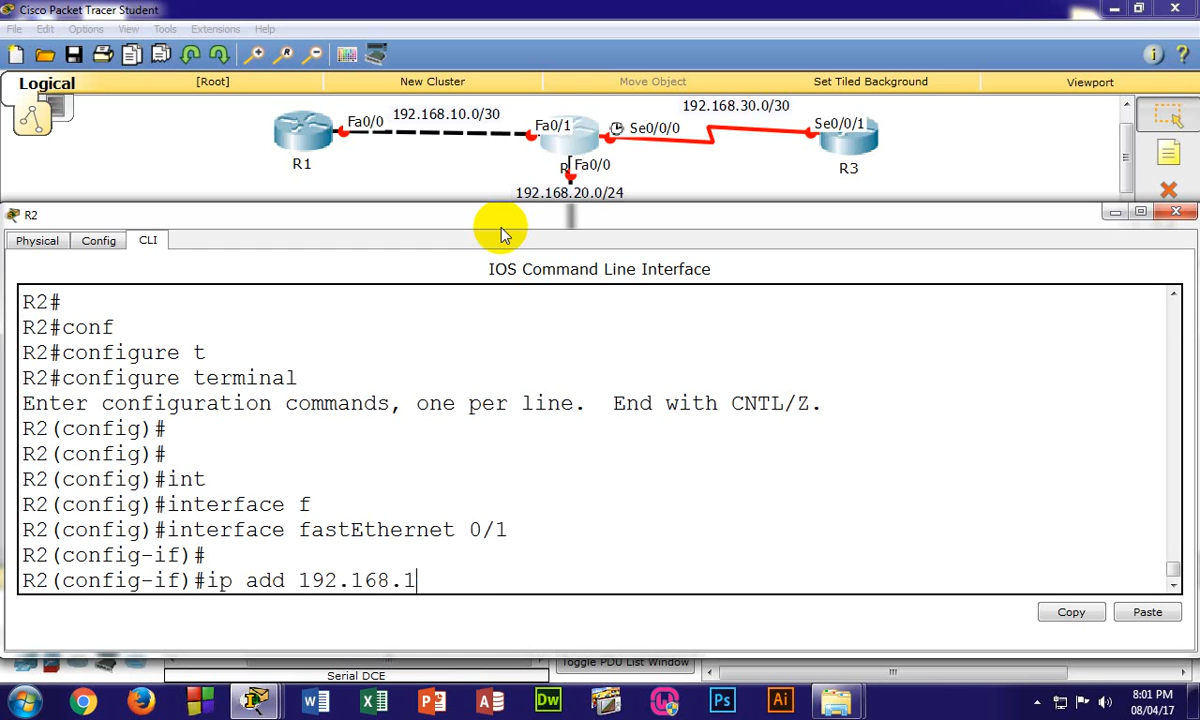 Cisco Packet Tracer Student
File Edit Options View Tools Extensions Help
Logical [Root] New Cluster Move Object Set Tiled Background Viewport
192.168.10.0/30 192.168.30.0/30
Fa0/0 Fa0/1 Se0/0/0 Se0/0/1
R1 R Fa0/0 R3
192.168.20.0/24
R2
Physical Config CLI
IOS Command Line Interface
R2#
R2#conf
R2#configure t
R2#configure terminal
Enter configuration commands, one per line. End with CNTL/Z.
R2(config)#
R2(config)#
R2(config)#int
R2(config)#interface f
R2(config)#interface fastEthernet 0/1
R2(config-if)#
R2(config-if)#ip add 192.168.1
Copy Paste
Toggle PDU List Window
Serial DCE
Dw Ps Ai 8:01 PM
08/04/17